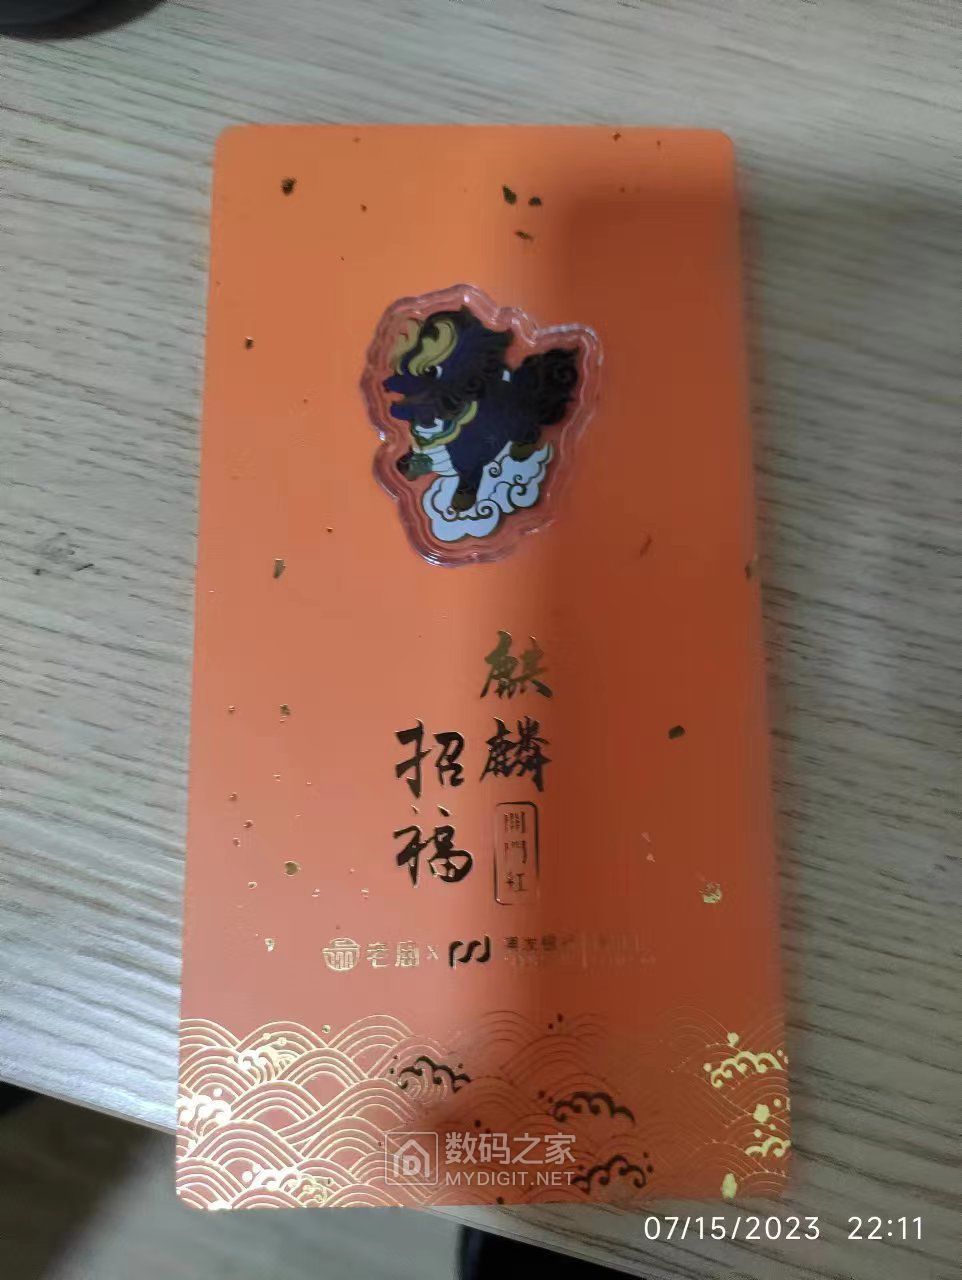 麒麟
招福
開門紅
老廟 x
数码之家
MYDIGIT.NET
07/15/2023 22:11